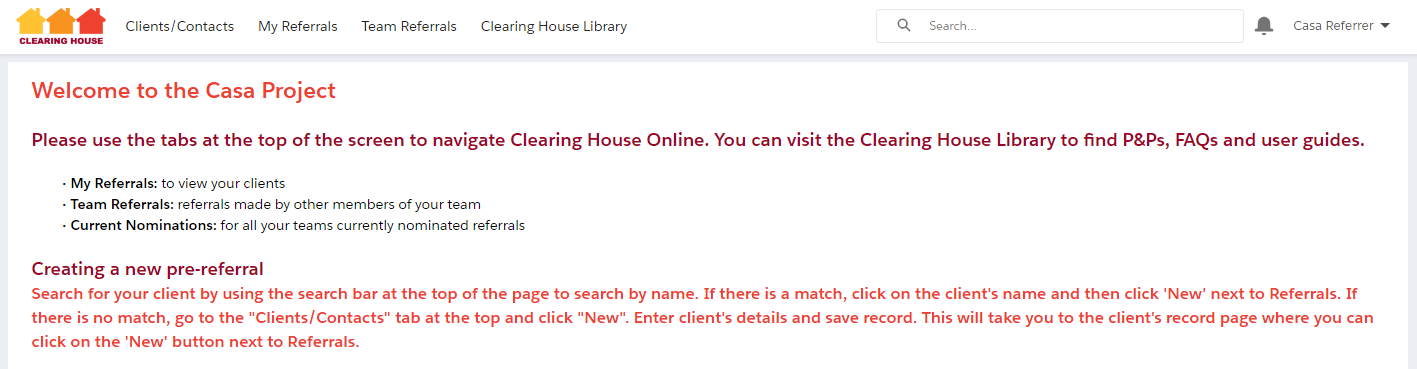 CLEARING HOUSE
Clients/Contacts My Referrals Team Referrals Clearing House Library Search... Casa Referrer
Welcome to the Casa Project
Please use the tabs at the top of the screen to navigate Clearing House Online. You can visit the Clearing House Library to find P&Ps, FAQs and user guides.
• My Referrals: to view your clients
• Team Referrals: referrals made by other members of your team
• Current Nominations: for all your teams currently nominated referrals
Creating a new pre-referral
Search for your client by using the search bar at the top of the page to search by name. If there is a match, click on the client's name and then click 'New' next to Referrals. If
there is no match, go to the "Clients/Contacts" tab at the top and click "New". Enter client's details and save record. This will take you to the client's record page where you can
click on the 'New' button next to Referrals.